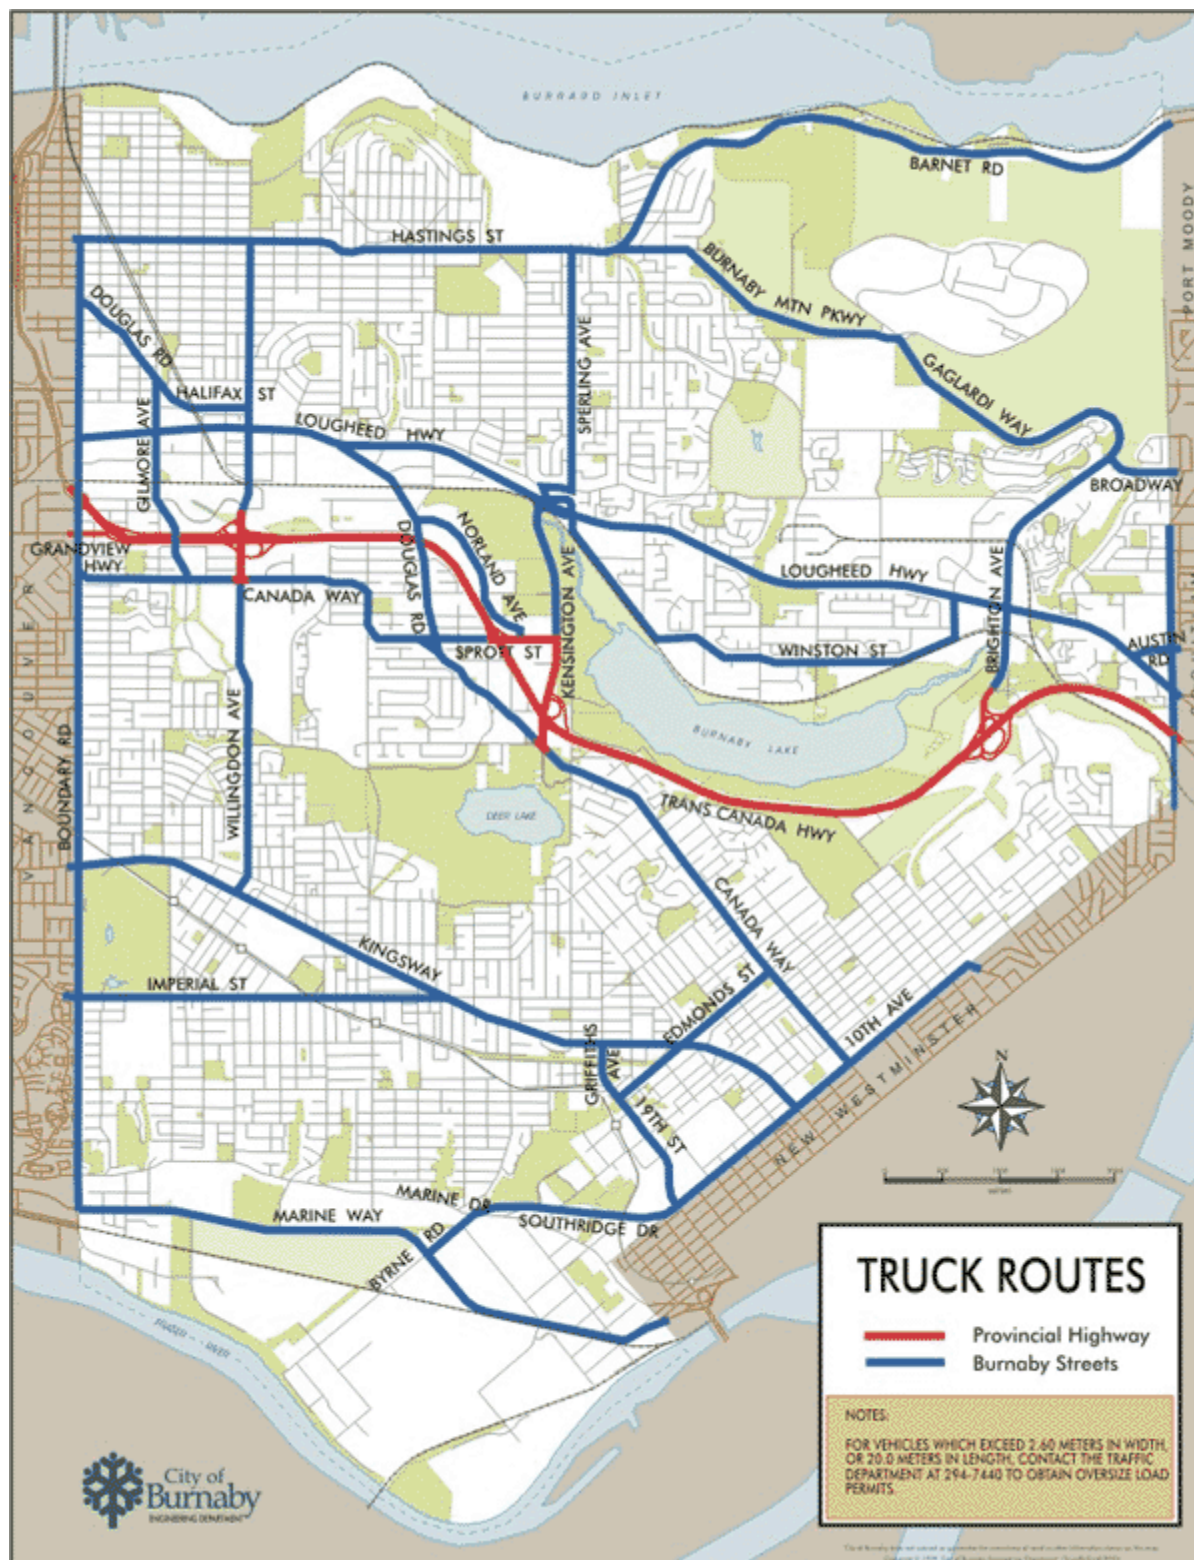 BURRARD INLET
BARNET RD
PORT MOODY
HASTINGS ST
BURNABY MTN PKWY
DOUGLAS RD
SPERLING AVE
GAGLARDI WAY
HALIFAX ST
GILMORE AVE
LOUGHEED HWY
BROADWAY
GRANDVIEW
HWY
DOUGLAS RD
NORLAND AVE
CANADA WAY
KENSINGTON AVE
LOUGHEED HWY
BRIGHTON AVE
SPROTT ST
WINSTON ST
AUSTIN
RD
VANCOUVER
BOUNDARY RD
WILLINGDON AVE
BURNABY LAKE
DEER LAKE
TRANS CANADA HWY
CANADA WAY
KINGSWAY
IMPERIAL ST
EDMONDS ST
10TH AVE
GRIFFITHS
AVE
19TH ST
NEW WESTMINSTER
N
MARINE DR
MARINE WAY
SOUTHRIDGE DR
BYRNE RD
FRASER RIVER
TRUCK ROUTES
Provincial Highway
Burnaby Streets
NOTES:
FOR VEHICLES WHICH EXCEED 2.60 METERS IN WIDTH,
OR 20.0 METERS IN LENGTH, CONTACT THE TRAFFIC
DEPARTMENT AT 294-7440 TO OBTAIN OVERSIZE LOAD
PERMITS.
City of
Burnaby
ENGINEERING DEPARTMENT